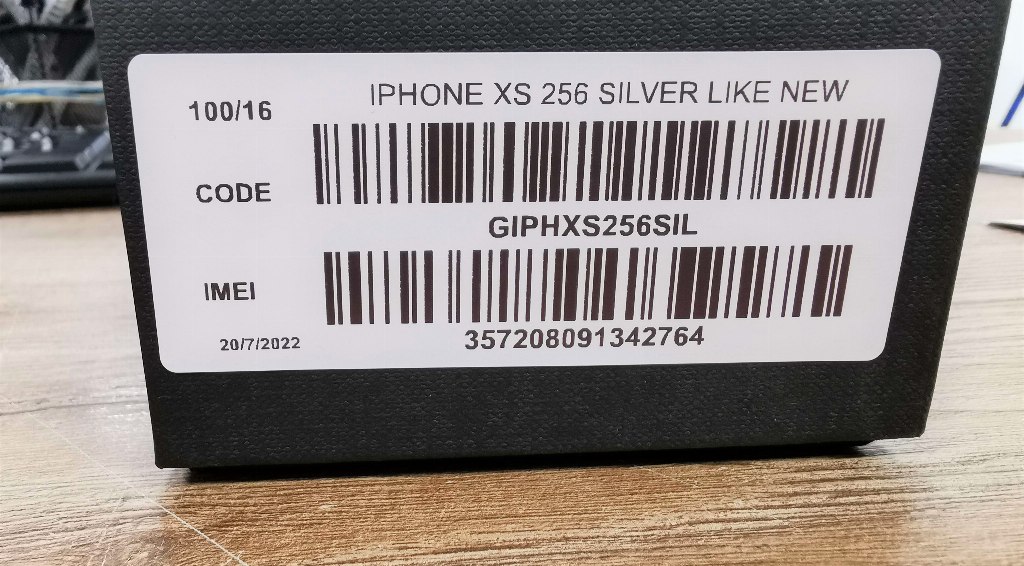 100/16
IPHONE XS 256 SILVER LIKE NEW
CODE
GIPHXS256SIL
IMEI
20/7/2022
357208091342764